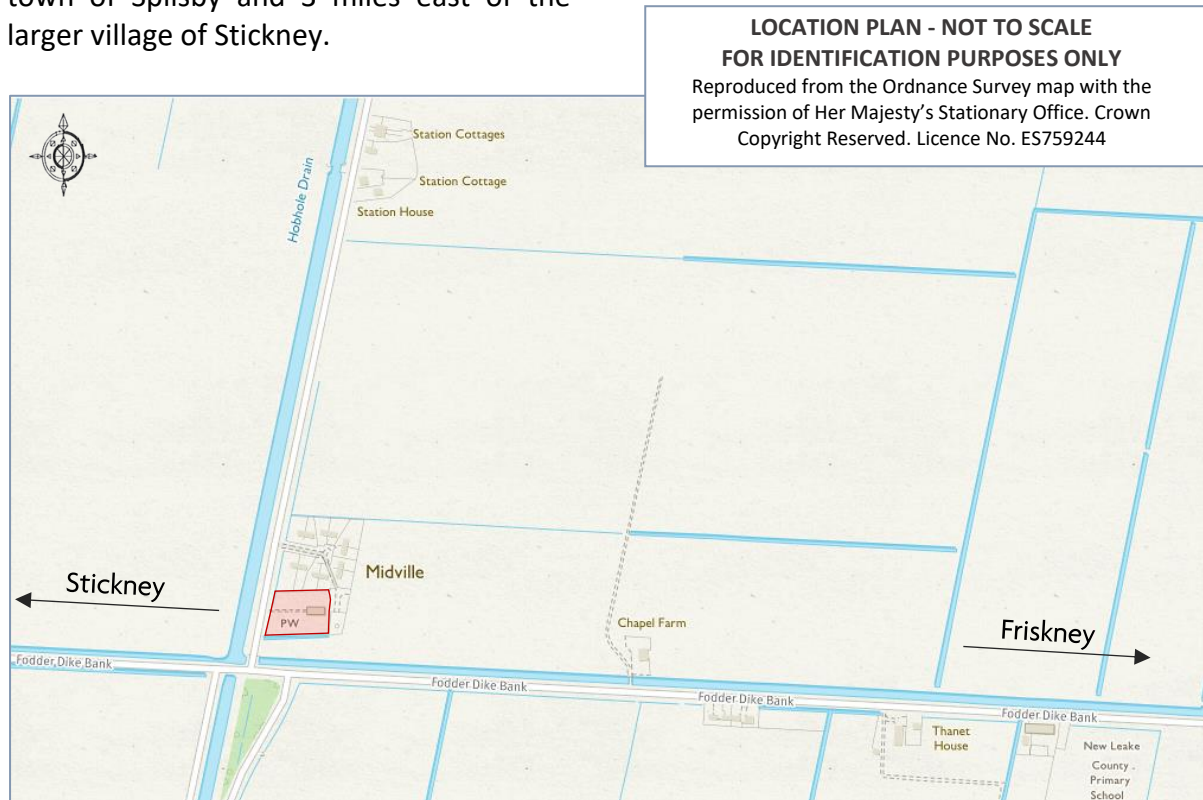 town of Spilsby and 3 miles east of the
larger village of Stickney.
LOCATION PLAN - NOT TO SCALE
FOR IDENTIFICATION PURPOSES ONLY
Reproduced from the Ordnance Survey map with the
permission of Her Majesty's Stationary Office. Crown
Copyright Reserved. Licence No. ES759244
Station Cottages
Station Cottage
Hobhole Drain
Station House
Midville
Stickney
PW
Chapel Farm
Friskney
Fodder Dike Bank
Fodder Dike Bank
Fodder Dike Bank
Fodder Dike Bank
Thanet
House
New Leake
County
Primary
School